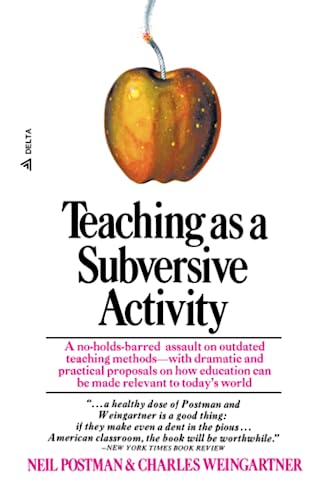 DELTA
Teaching as a
Subversive
Activity
A no-holds-barred assault on outdated
teaching methods—with dramatic and
practical proposals on how education can
be made relevant to today's world
“...a healthy dose of Postman and
Weingartner is a good thing:
if they make even a dent in the pious...
American classroom, the book will be worthwhile.”
–NEW YORK TIMES BOOK REVIEW
NEIL POSTMAN & CHARLES WEINGARTNER